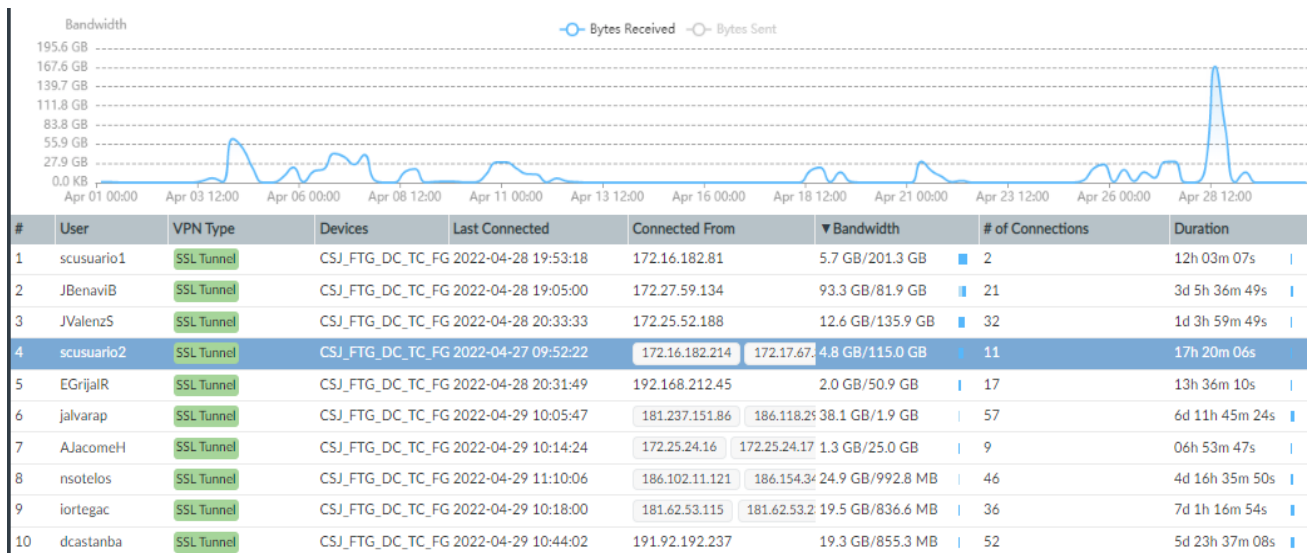 Bandwidth
Bytes Received Bytes Sent
195.6 GB
167.6 GB
139.7 GB
111.8 GB
83.8 GB
55.9 GB
27.9 GB
0.0 KB
Apr 01 00:00 Apr 03 12:00 Apr 06 00:00 Apr 08 12:00 Apr 11 00:00 Apr 13 12:00 Apr 16 00:00 Apr 18 12:00 Apr 21 00:00 Apr 23 12:00 Apr 26 00:00 Apr 28 12:00
# User VPN Type Devices Last Connected Connected From ▼Bandwidth # of Connections Duration
1 scusuario1 SSL Tunnel CSJ_FTG_DC_TC_FG 2022-04-28 19:53:18 172.16.182.81 5.7 GB/201.3 GB 2 12h 03m 07s
2 JBenaviB SSL Tunnel CSJ_FTG_DC_TC_FG 2022-04-28 19:05:00 172.27.59.134 93.3 GB/81.9 GB 21 3d 5h 36m 49s
3 JValenzS SSL Tunnel CSJ_FTG_DC_TC_FG 2022-04-28 20:33:33 172.25.52.188 12.6 GB/135.9 GB 32 1d 3h 59m 49s
4 scusuario2 SSL Tunnel CSJ_FTG_DC_TC_FG 2022-04-27 09:52:22 172.16.182.214 172.17.67. 4.8 GB/115.0 GB 11 17h 20m 06s
5 EGrijalR SSL Tunnel CSJ_FTG_DC_TC_FG 2022-04-28 20:31:49 192.168.212.45 2.0 GB/50.9 GB 17 13h 36m 10s
6 jalvarap SSL Tunnel CSJ_FTG_DC_TC_FG 2022-04-29 10:05:47 181.237.151.86 186.118.29 38.1 GB/1.9 GB 57 6d 11h 45m 24s
7 AJacomeH SSL Tunnel CSJ_FTG_DC_TC_FG 2022-04-29 10:14:24 172.25.24.16 172.25.24.17 1.3 GB/25.0 GB 9 06h 53m 47s
8 nsotelos SSL Tunnel CSJ_FTG_DC_TC_FG 2022-04-29 11:10:06 186.102.11.121 186.154.34 24.9 GB/992.8 MB 46 4d 16h 35m 50s
9 iortegac SSL Tunnel CSJ_FTG_DC_TC_FG 2022-04-29 10:18:00 181.62.53.115 181.62.53.2 19.5 GB/836.6 MB 36 7d 1h 16m 54s
10 dcastanba SSL Tunnel CSJ_FTG_DC_TC_FG 2022-04-29 10:44:02 191.92.192.237 19.3 GB/855.3 MB 52 5d 23h 37m 08s